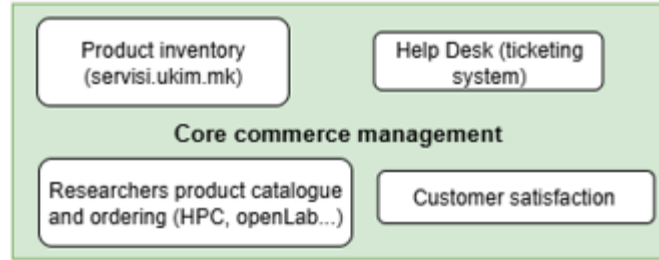 Product inventory
(servisi.ukim.mk)
Help Desk (ticketing
system)
Core commerce management
Researchers product catalogue
and ordering (HPC, openLab...)
Customer satisfaction